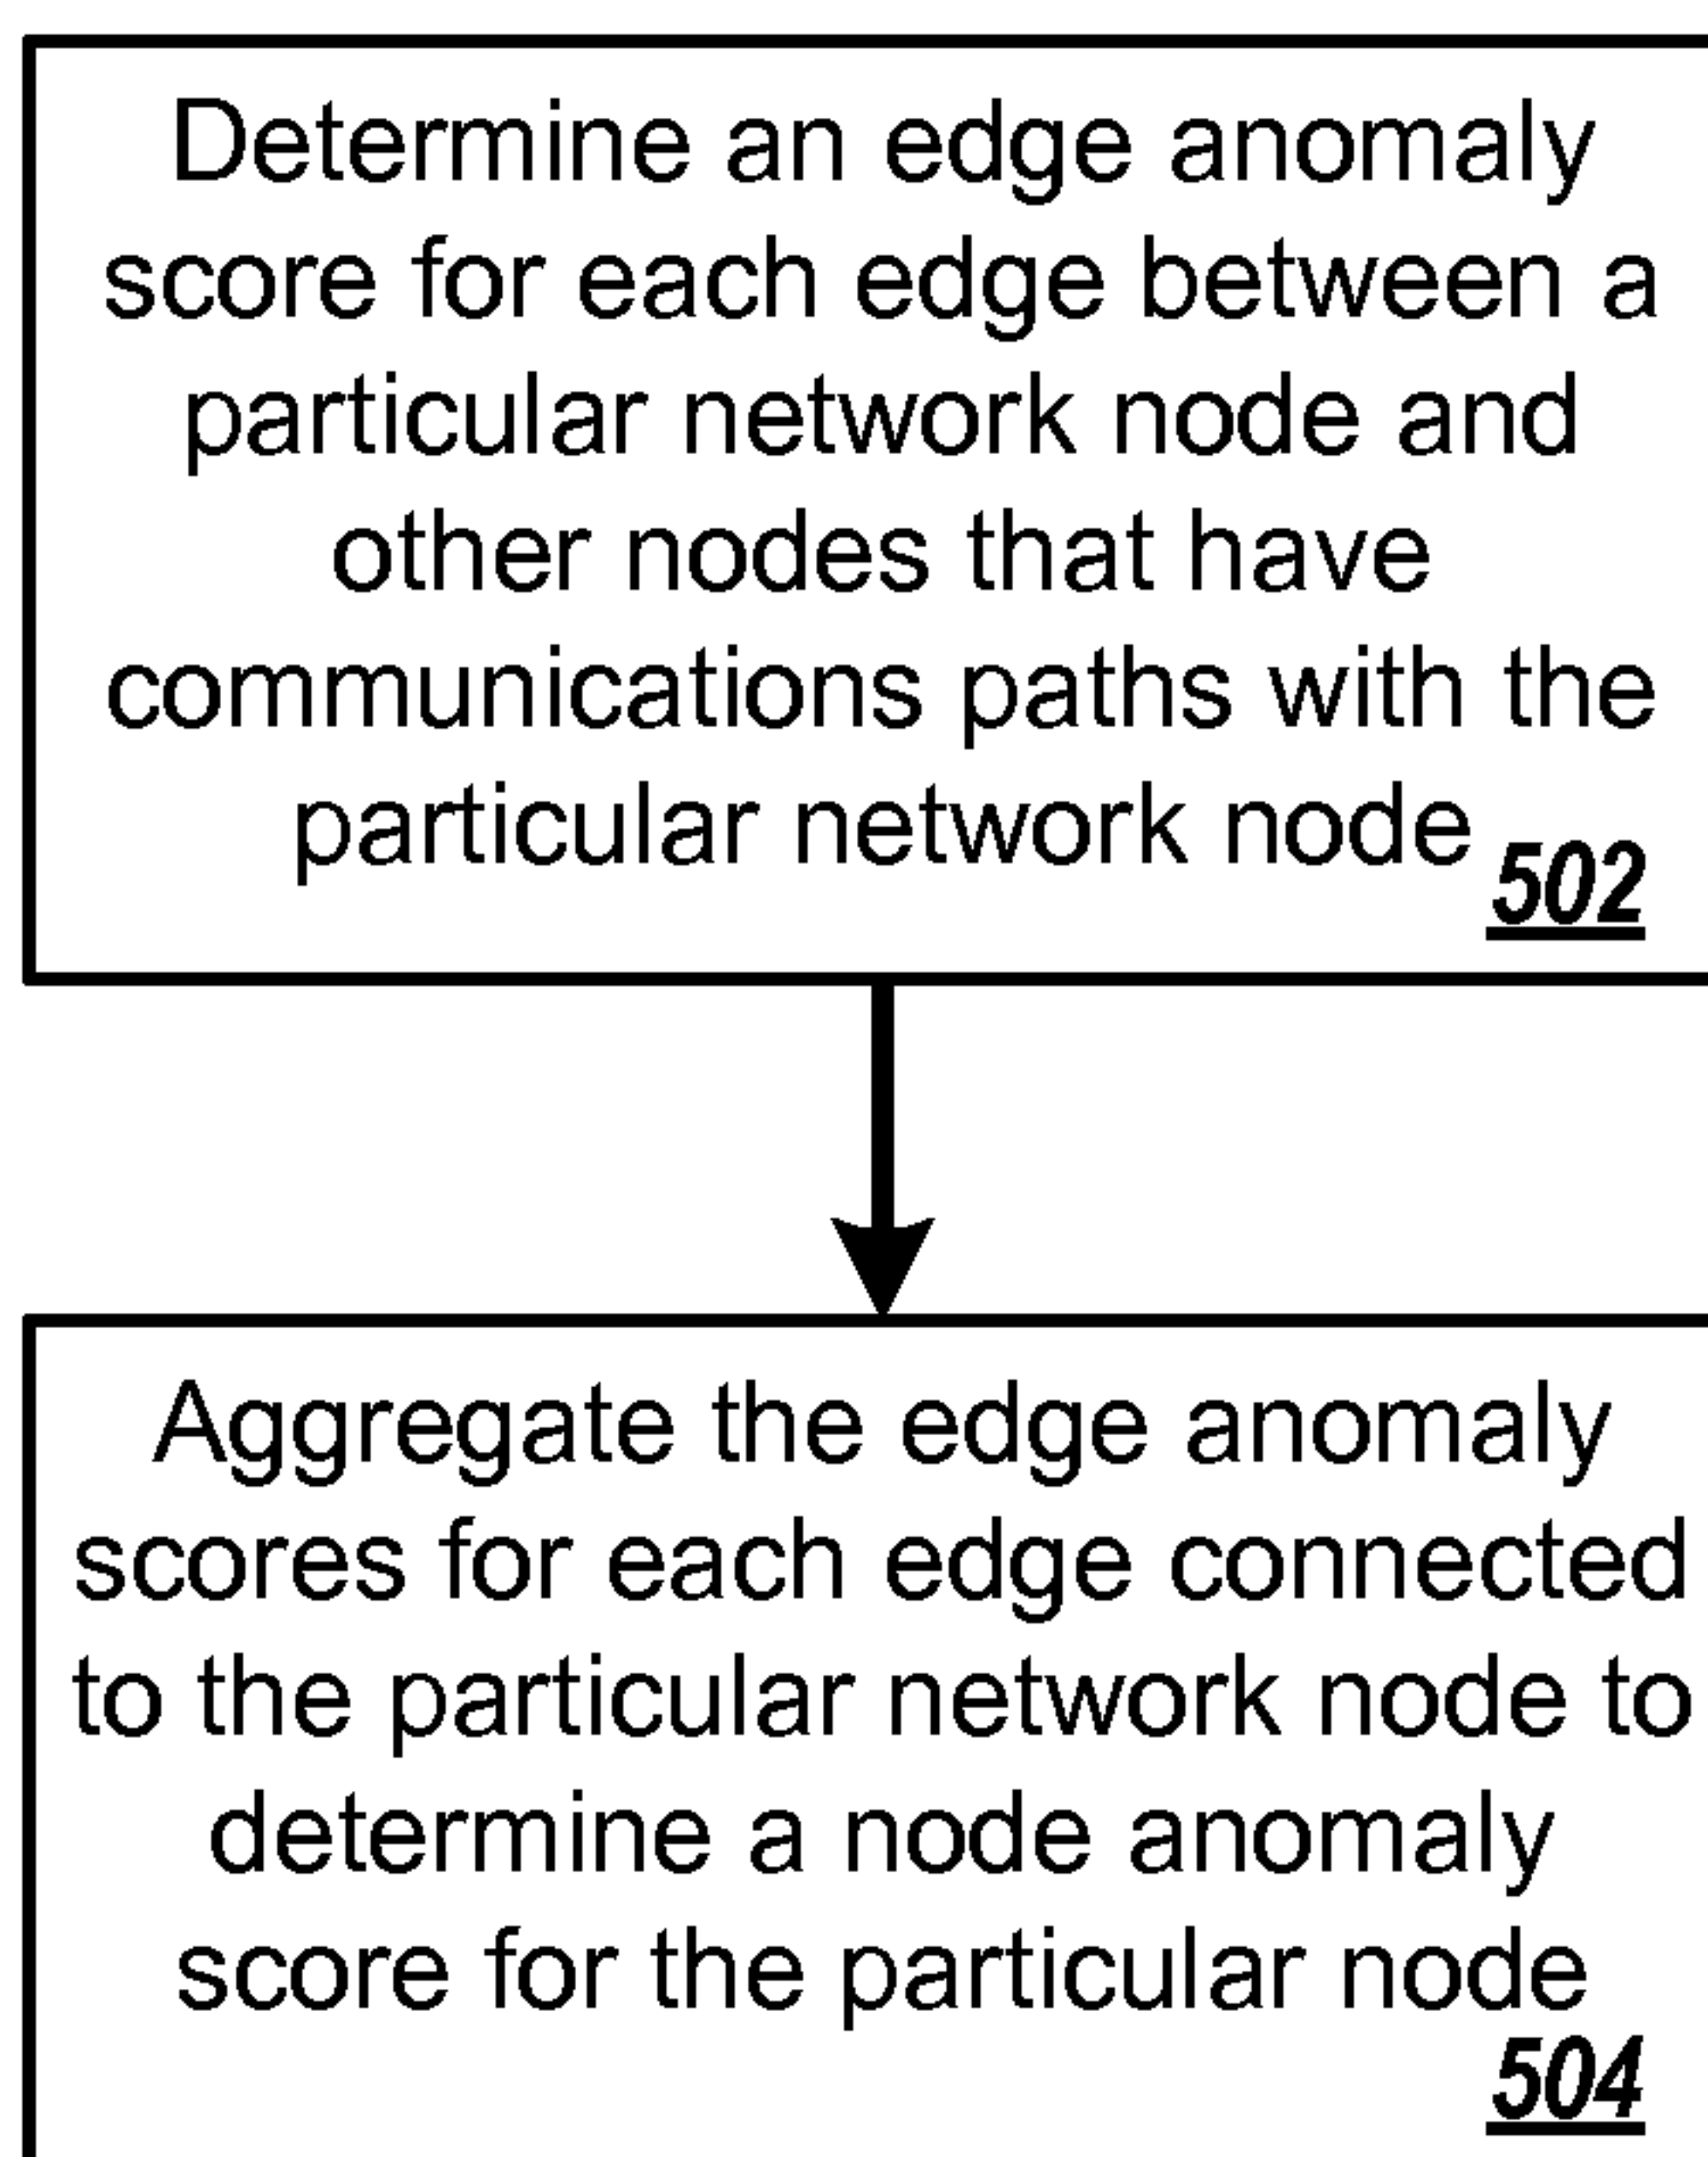 Determine an edge anomaly
score for each edge between a
particular network node and
other nodes that have
communications paths with the
particular network node
502
Aggregate the edge anomaly
scores for each edge connected
to the particular network node to
determine a node anomaly
score for the particular node
504